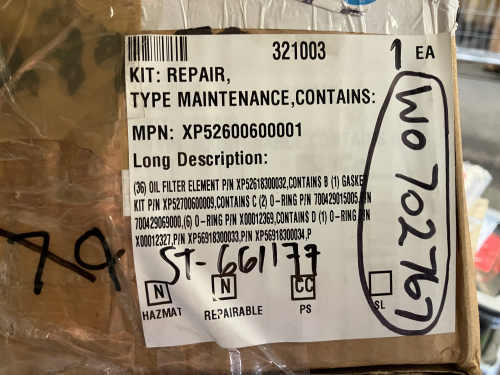 321003
1 EA
KIT: REPAIR,
TYPE MAINTENANCE,CONTAINS:
MPN: XP52600600001
Long Description:
(36) OIL FILTER ELEMENT P/N XP52618300032,CONTAINS B (1) GASKE
KIT P/N XP52700600009,CONTAINS C (2) O-RING P/N 700429015005,P/N
700429069000,(6) O-RING P/N X00012369,CONTAINS D (1) O-RING P/N
X00012327,P/N XP56918300033,P/N XP56918300034,P
ST-661177
N
N
CC
HAZMAT
REPAIRABLE
PS
SL
WO 702767
79